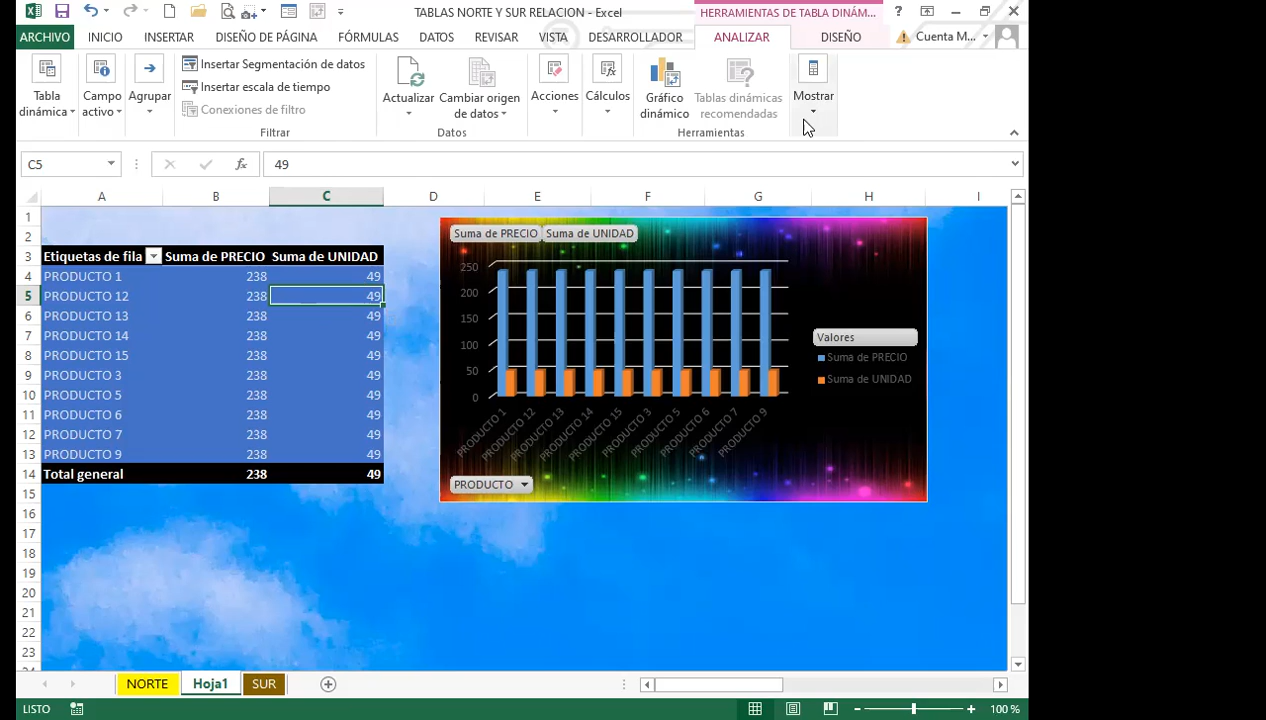 TABLAS NORTE Y SUR RELACION - Excel
HERRAMIENTAS DE TABLA DINÁM...
?
ARCHIVO INICIO INSERTAR DISEÑO DE PÁGINA FÓRMULAS DATOS REVISAR VISTA DESARROLLADOR ANALIZAR DISEÑO Cuenta M...
Tabla dinámica
Campo activo
Agrupar
Insertar Segmentación de datos
Insertar escala de tiempo
Conexiones de filtro
Filtrar
Actualizar
Cambiar origen de datos
Datos
Acciones
Cálculos
Gráfico dinámico
Tablas dinámicas recomendadas
Herramientas
Mostrar
C5 fx 49
A B C D E F G H I
1
2
3 Etiquetas de fila Suma de PRECIO Suma de UNIDAD
4 PRODUCTO 1 238 49
5 PRODUCTO 12 238 49
6 PRODUCTO 13 238 49
7 PRODUCTO 14 238 49
8 PRODUCTO 15 238 49
9 PRODUCTO 3 238 49
10 PRODUCTO 5 238 49
11 PRODUCTO 6 238 49
12 PRODUCTO 7 238 49
13 PRODUCTO 9 238 49
14 Total general 238 49
15
16
17
18
19
20
21
22
23
24
Suma de PRECIO Suma de UNIDAD
250
200
150
100
50
0
PRODUCTO 1
PRODUCTO 12
PRODUCTO 13
PRODUCTO 14
PRODUCTO 15
PRODUCTO 3
PRODUCTO 5
PRODUCTO 6
PRODUCTO 7
PRODUCTO 9
Valores
Suma de PRECIO
Suma de UNIDAD
PRODUCTO
NORTE Hoja1 SUR
LISTO 100 %